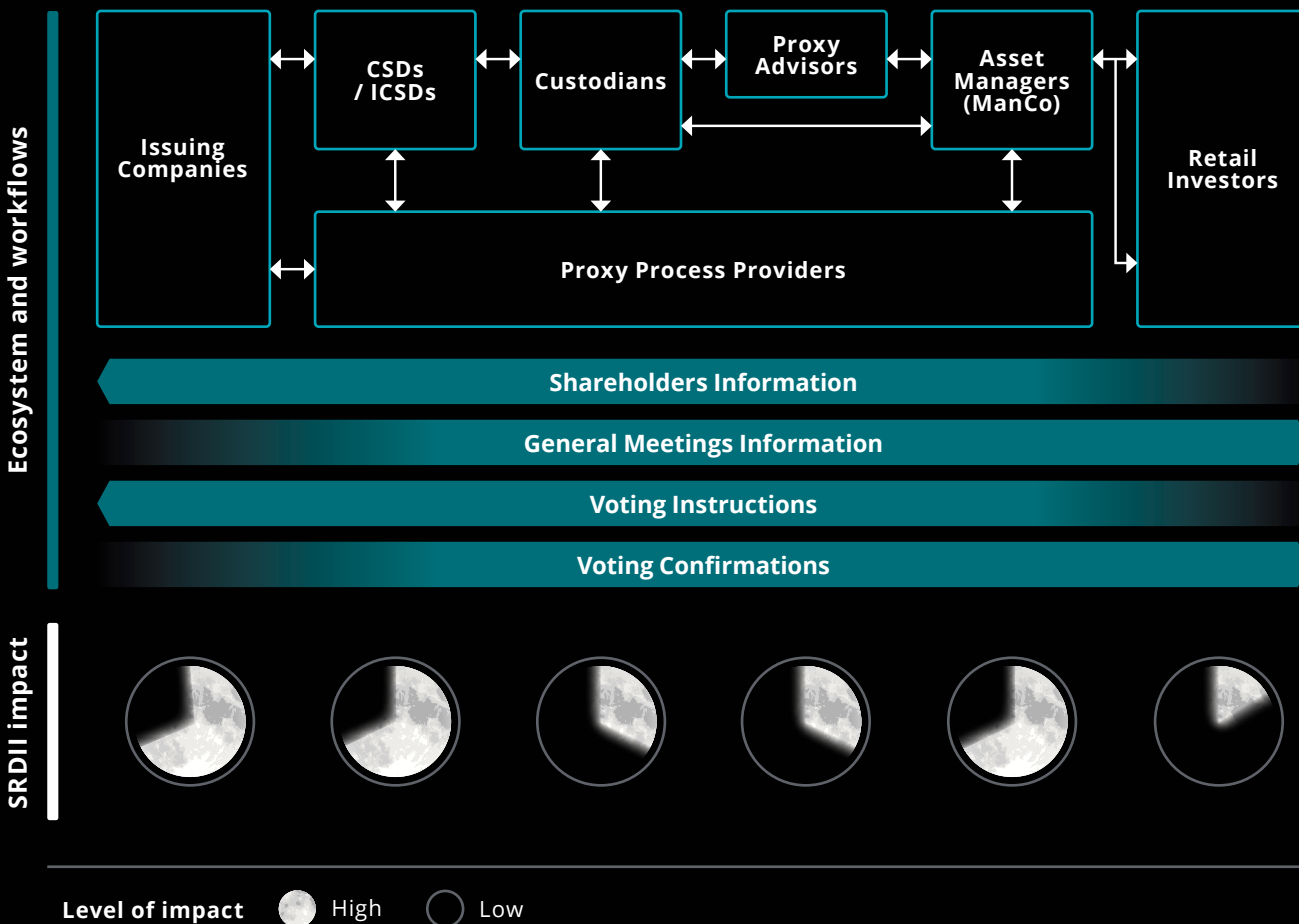 Ecosystem and workflows
Issuing
Companies
CSDs
/ ICSDs
Custodians
Proxy
Advisors
Asset
Managers
(ManCo)
Retail
Investors
Proxy Process Providers
Shareholders Information
General Meetings Information
Voting Instructions
Voting Confirmations
SRDII impact
Level of impact
High
Low